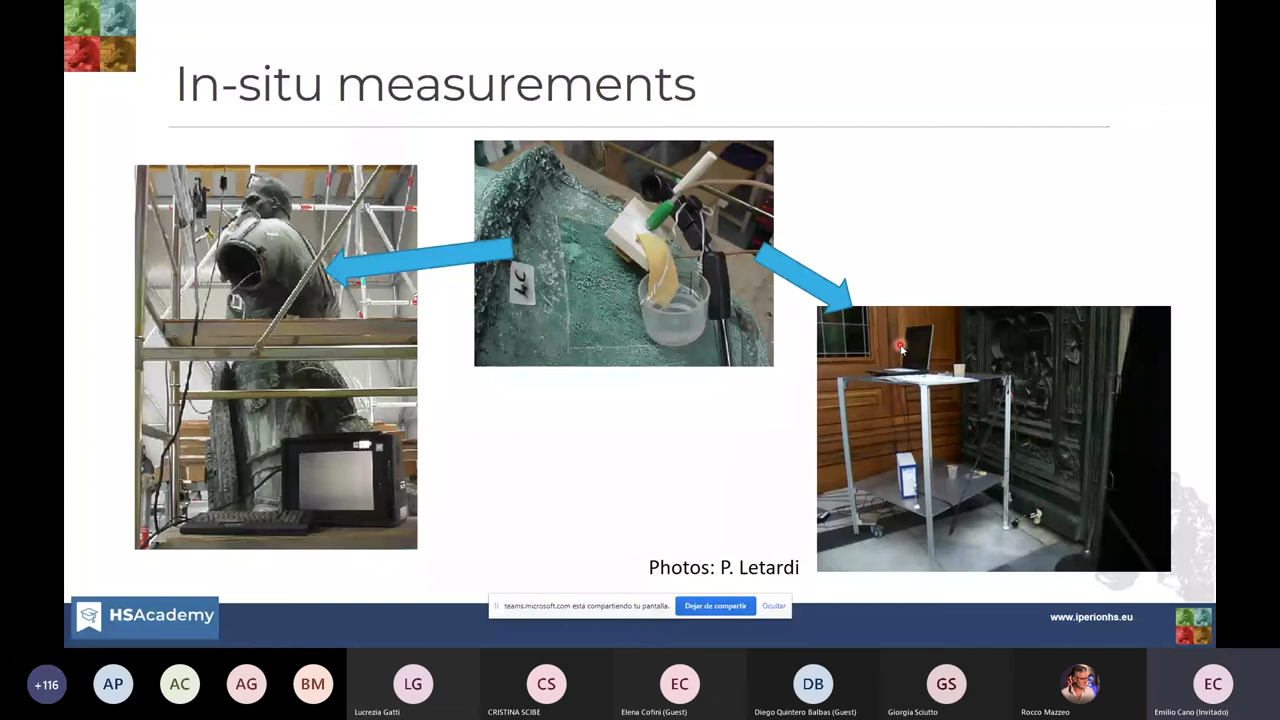 In-situ measurements
4C
Photos: P. Letardi
HSAcademy
teams.microsoft.com está compartiendo tu pantalla.
Dejar de compartir
Ocultar
www.iperionhs.eu
+116
AP
AC
AG
BM
LG
Lucrezia Gatti
CS
CRISTINA SCIBE
EC
Elena Cofini (Guest)
DB
Diego Quintero Balbas (Guest)
GS
Giorgia Sciutto
Rocco Mazzeo
EC
Emilio Cano (Invitado)